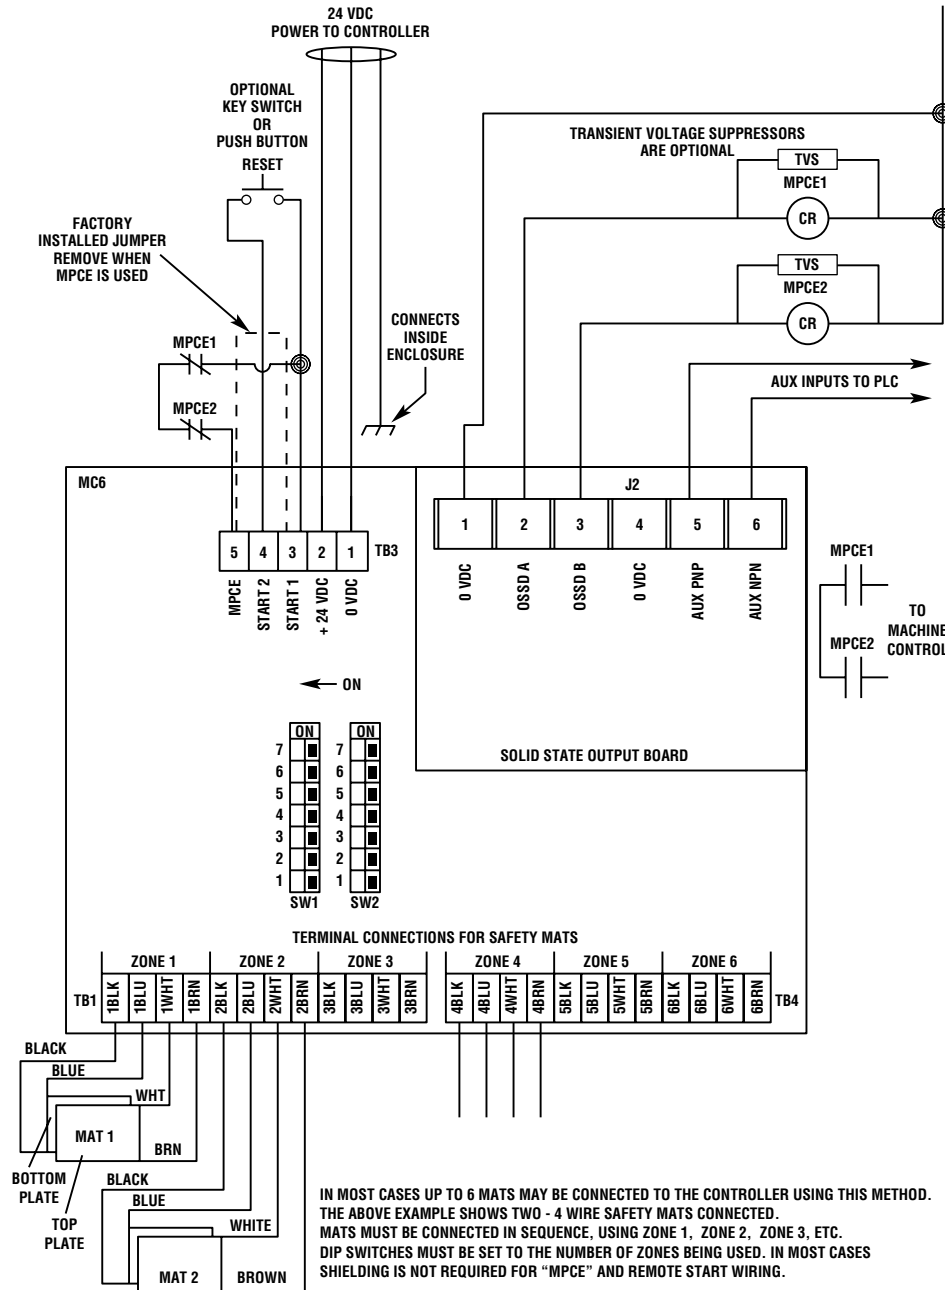 24 VDC
POWER TO CONTROLLER
OPTIONAL
KEY SWITCH
OR
PUSH BUTTON
RESET
TRANSIENT VOLTAGE SUPPRESSORS
ARE OPTIONAL
TVS
MPCE1
CR
TVS
MPCE2
CR
FACTORY
INSTALLED JUMPER
REMOVE WHEN
MPCE IS USED
CONNECTS
INSIDE
ENCLOSURE
MPCE1
MPCE2
AUX INPUTS TO PLC
MC6
J2
5 4 3 2 1 TB3
MPCE
START 2
START 1
+ 24 VDC
0 VDC
1 2 3 4 5 6
0 VDC
OSSD A
OSSD B
0 VDC
AUX PNP
AUX NPN
MPCE1
MPCE2
TO
MACHINE
CONTROL
ON
SOLID STATE OUTPUT BOARD
ON ON
7 7
6 6
5 5
4 4
3 3
2 2
1 1
SW1 SW2
TERMINAL CONNECTIONS FOR SAFETY MATS
ZONE 1 ZONE 2 ZONE 3 ZONE 4 ZONE 5 ZONE 6
TB1 1BLK 1BLU 1WHT 1BRN 2BLK 2BLU 2WHT 2BRN 3BLK 3BLU 3WHT 3BRN 4BLK 4BLU 4WHT 4BRN 5BLK 5BLU 5WHT 5BRN 6BLK 6BLU 6WHT 6BRN TB4
BLACK
BLUE
WHT
MAT 1
BRN
BOTTOM
PLATE
TOP
PLATE
BLACK
BLUE
WHITE
MAT 2 BROWN
IN MOST CASES UP TO 6 MATS MAY BE CONNECTED TO THE CONTROLLER USING THIS METHOD.
THE ABOVE EXAMPLE SHOWS TWO - 4 WIRE SAFETY MATS CONNECTED.
MATS MUST BE CONNECTED IN SEQUENCE, USING ZONE 1, ZONE 2, ZONE 3, ETC.
DIP SWITCHES MUST BE SET TO THE NUMBER OF ZONES BEING USED. IN MOST CASES
SHIELDING IS NOT REQUIRED FOR “MPCE” AND REMOTE START WIRING.